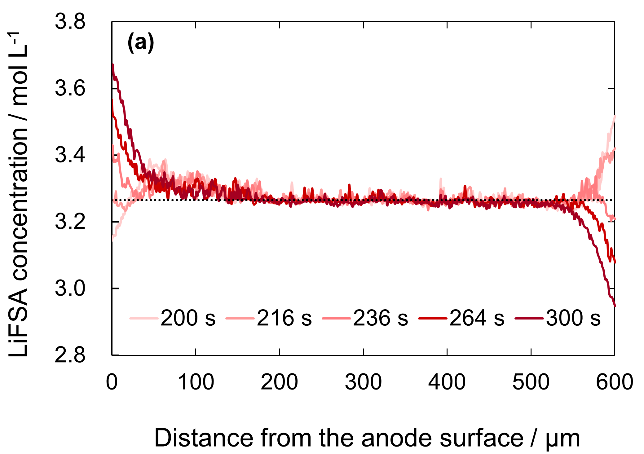 (a)
LiFSA concentration / mol L-1
3.8
3.6
3.4
3.2
3.0
2.8
200 s 216 s 236 s 264 s 300 s
0 100 200 300 400 500 600
Distance from the anode surface / µm